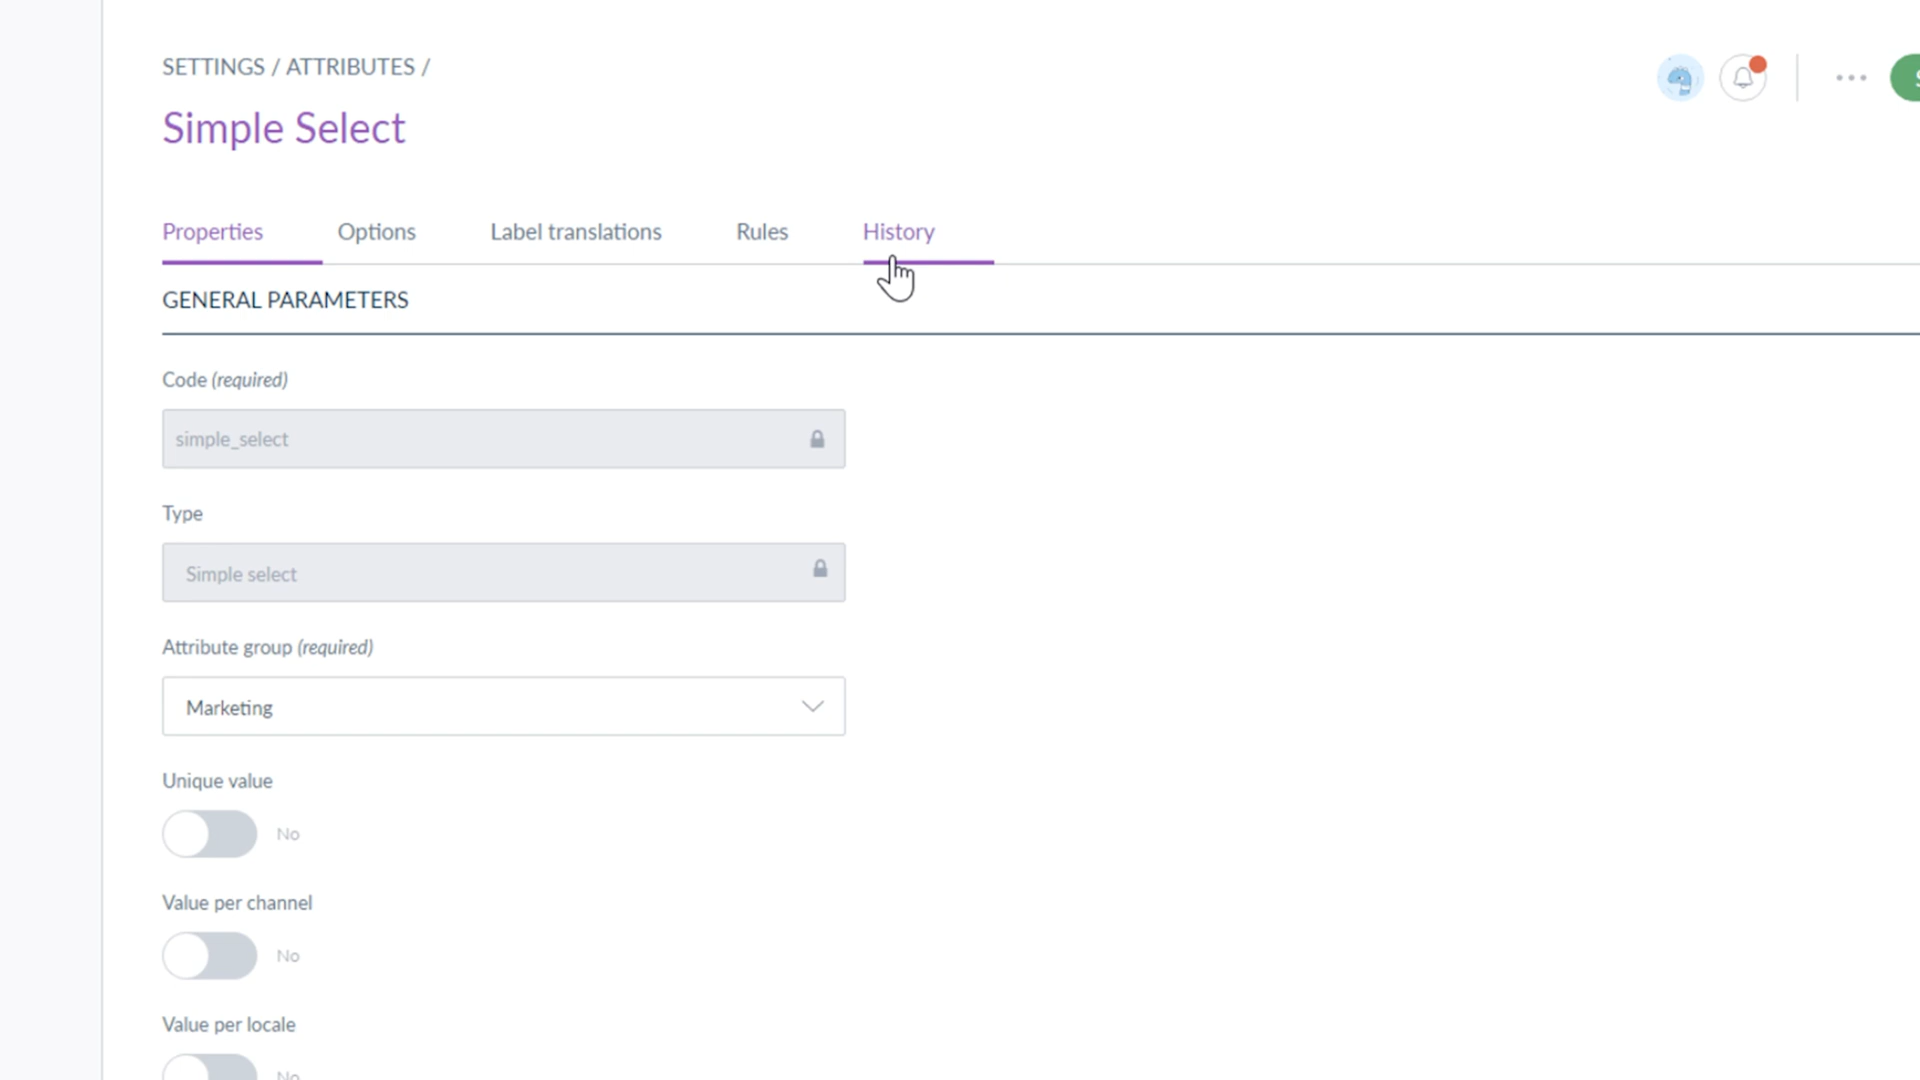 SETTINGS / ATTRIBUTES /
Simple Select
Properties Options Label translations Rules History
GENERAL PARAMETERS
Code (required)
simple_select
Type
Simple select
Attribute group (required)
Marketing
Unique value
No
Value per channel
No
Value per locale
No